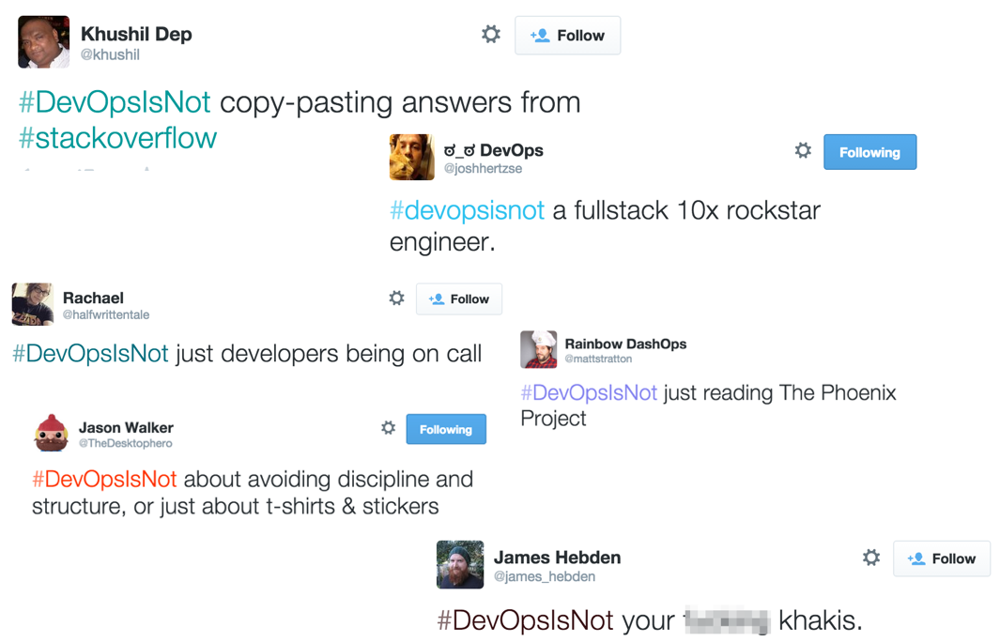 Khushil Dep
@khushil
Follow
#DevOpsIsNot copy-pasting answers from
#stackoverflow
ಠ_ಠ DevOps
@joshhertzse
Following
#devopsisnot a fullstack 10x rockstar
engineer.
Rachael
@halfwrittentale
Follow
#DevOpsIsNot just developers being on call
Rainbow DashOps
@mattstratton
#DevOpsIsNot just reading The Phoenix
Project
Jason Walker
@TheDesktophero
Following
#DevOpsIsNot about avoiding discipline and
structure, or just about t-shirts & stickers
James Hebden
@james_hebden
Follow
#DevOpsIsNot your khakis.